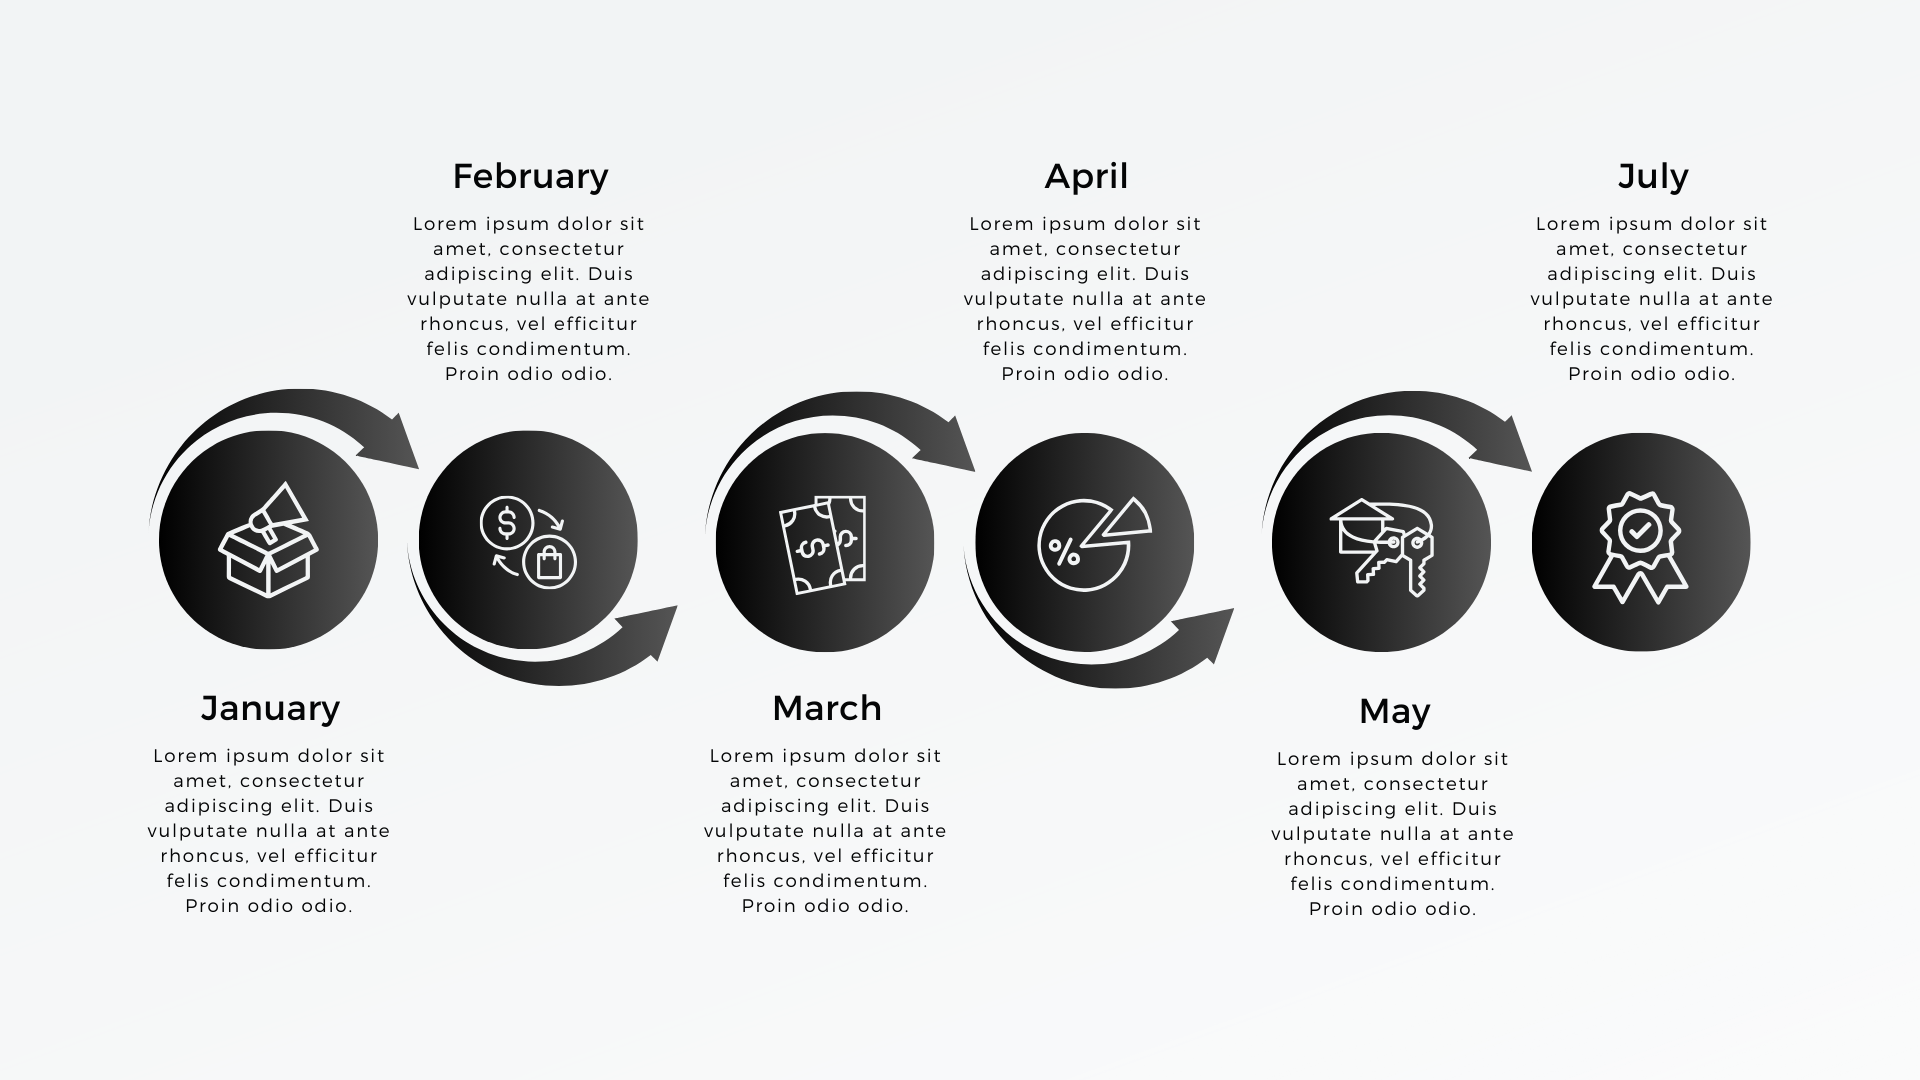 January
Lorem ipsum dolor sit
amet, consectetur
adipiscing elit. Duis
vulputate nulla at ante
rhoncus, vel efficitur
felis condimentum.
Proin odio odio.
February
Lorem ipsum dolor sit
amet, consectetur
adipiscing elit. Duis
vulputate nulla at ante
rhoncus, vel efficitur
felis condimentum.
Proin odio odio.
$
March
Lorem ipsum dolor sit
amet, consectetur
adipiscing elit. Duis
vulputate nulla at ante
rhoncus, vel efficitur
felis condimentum.
Proin odio odio.
$ $
April
Lorem ipsum dolor sit
amet, consectetur
adipiscing elit. Duis
vulputate nulla at ante
rhoncus, vel efficitur
felis condimentum.
Proin odio odio.
%
May
Lorem ipsum dolor sit
amet, consectetur
adipiscing elit. Duis
vulputate nulla at ante
rhoncus, vel efficitur
felis condimentum.
Proin odio odio.
July
Lorem ipsum dolor sit
amet, consectetur
adipiscing elit. Duis
vulputate nulla at ante
rhoncus, vel efficitur
felis condimentum.
Proin odio odio.